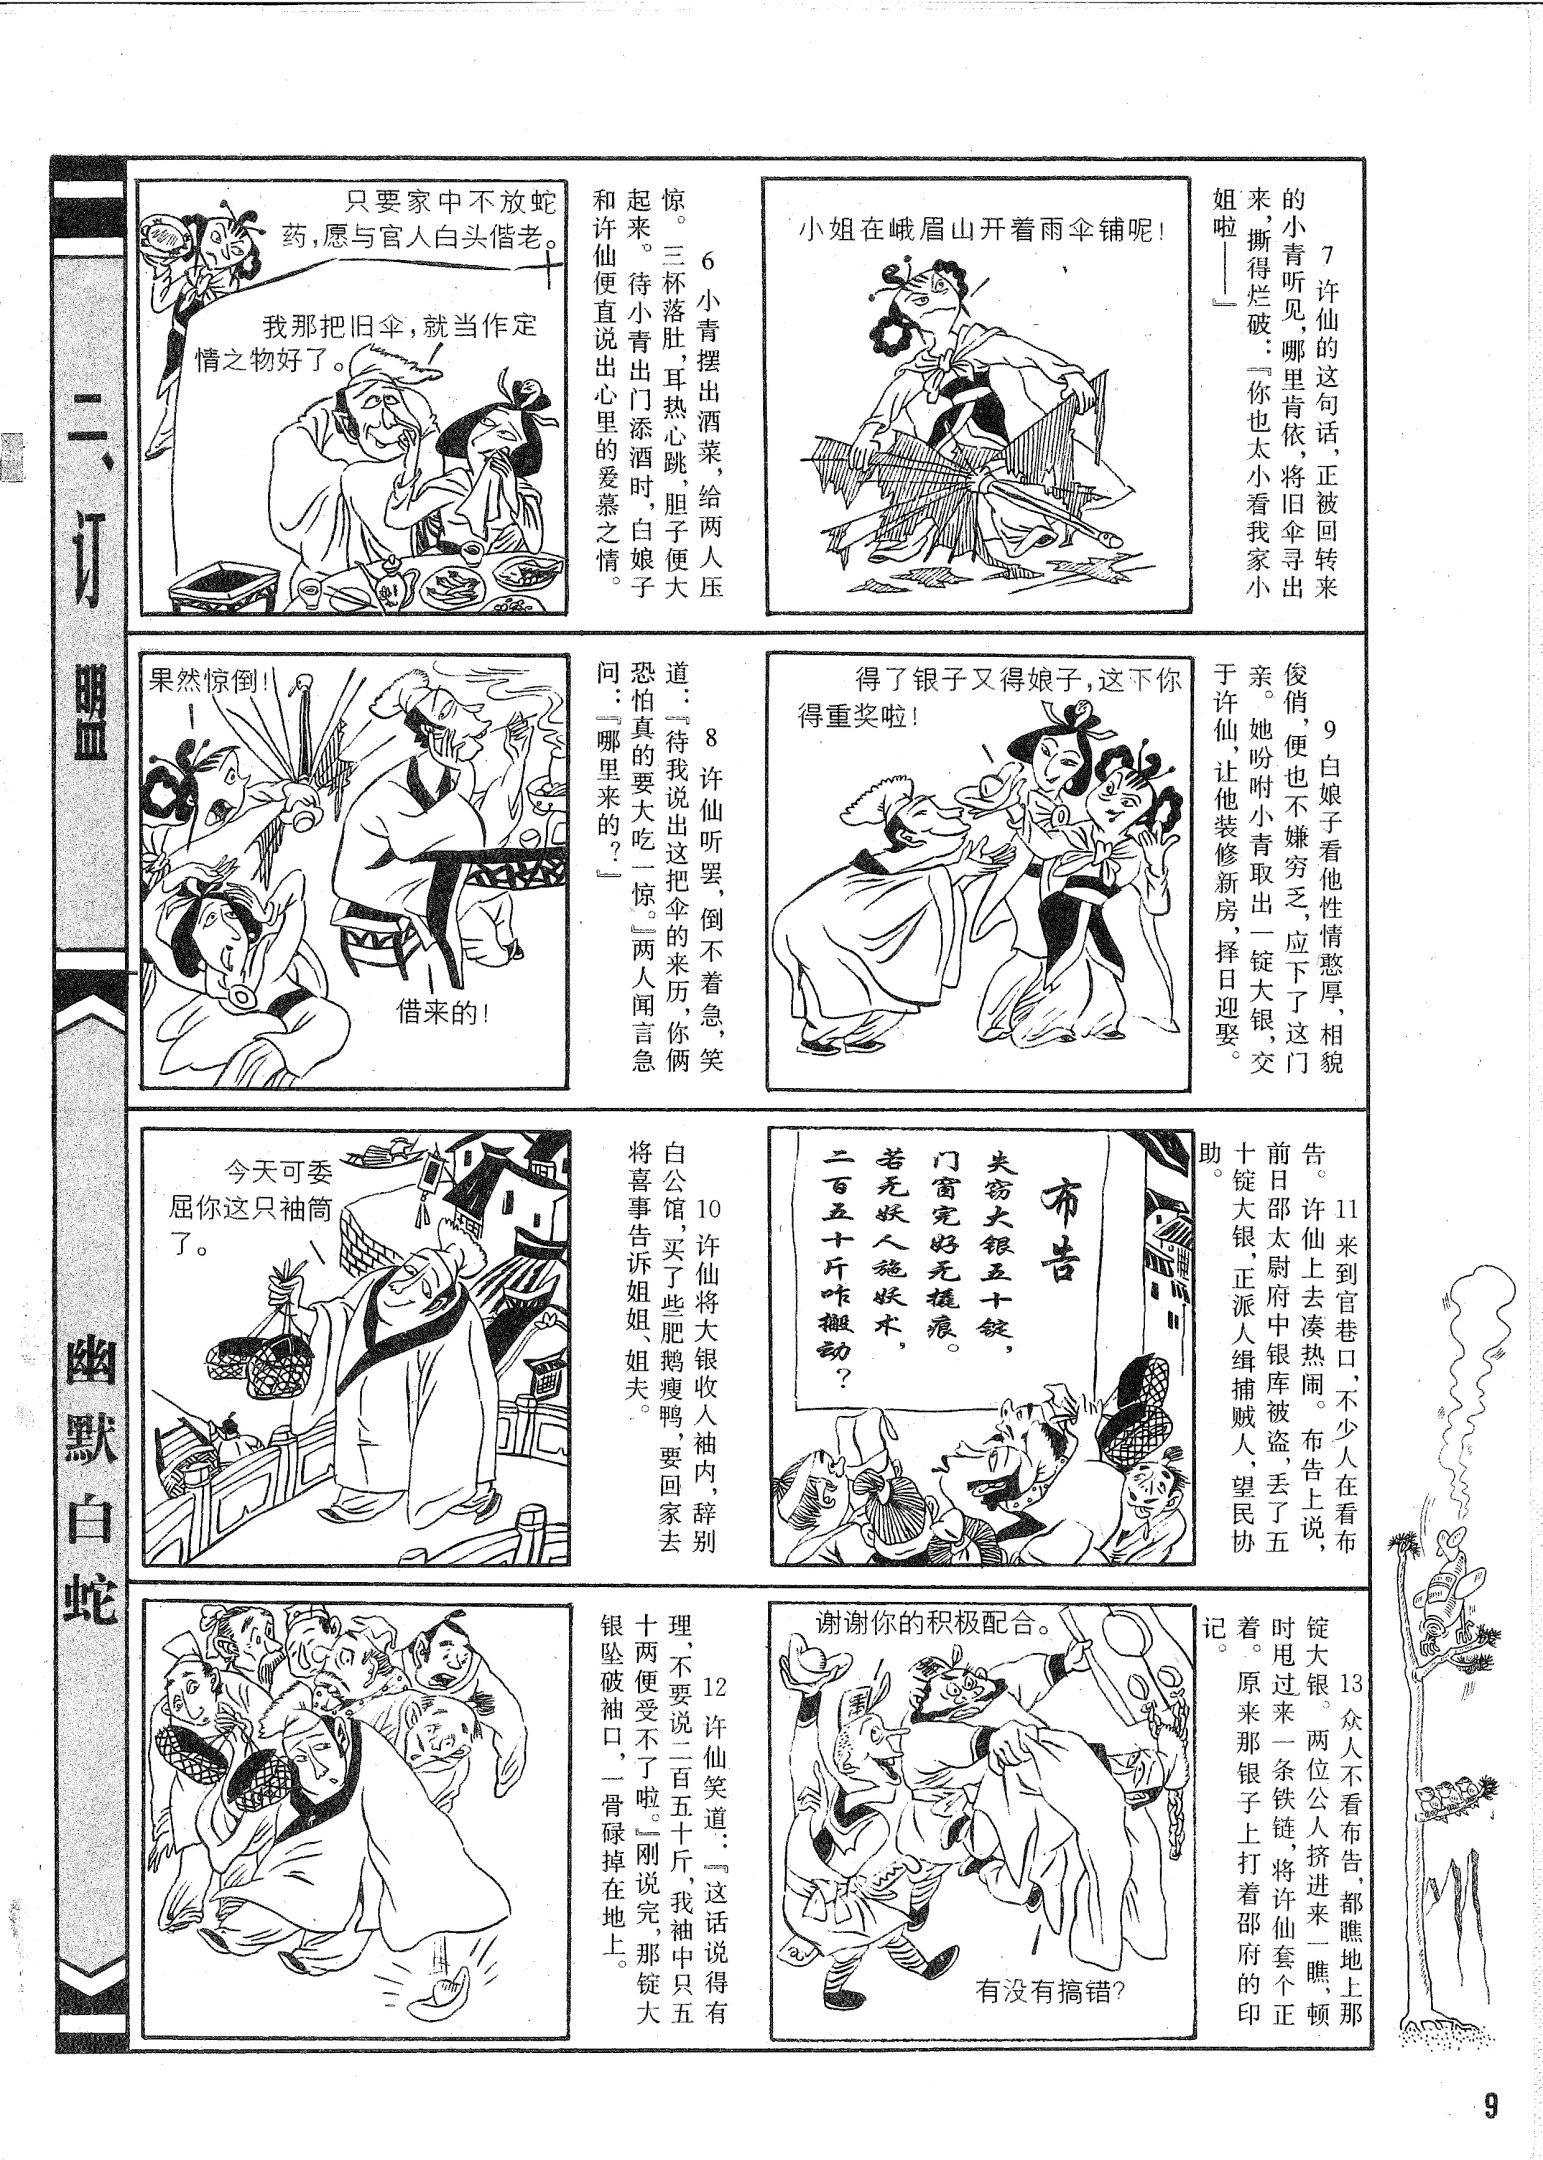 二、订盟
幽默白蛇
只要家中不放蛇
药，愿与官人白头偕老。
我那把旧伞，就当作定
情之物好了。
6 小青摆出酒菜，给两人压
惊。三杯落肚，耳热心跳，胆子便大
起来。待小青出门添酒时，白娘子
和许仙便直说出心里的爱慕之情。
小姐在峨眉山开着雨伞铺呢！
7 许仙的这句话，正被回转来
的小青听见，哪里肯依，将旧伞寻出
来，撕得烂破：『你也太小看我家小
姐啦——』
果然惊倒！
借来的！
8 许仙听罢，倒不着急，笑
道：『待我说出这把伞的来历，你俩
恐怕真的要大吃一惊。』两人闻言急
问：『哪里来的？』
得了银子又得娘子，这下你
得重奖啦！
9 白娘子看他性情憨厚，相貌
俊俏，便也不嫌穷乏，应下了这门
亲。她吩咐小青取出一锭大银，交
于许仙，让他装修新房，择日迎娶。
今天可委
屈你这只袖筒
了。
10 许仙将大银收人袖内，辞别
白公馆，买了些肥鹅瘦鸭，要回家去
将喜事告诉姐姐、姐夫。
布告
失窃大银五十锭，
门窗完好无撬痕。
若无妖人施妖术，
二百五十斤咋搬动？
11 来到官巷口，不少人在看布
告。许仙上去凑热闹。布告上说，
前日邵太尉府中银库被盗，丢了五
十锭大银，正派人缉捕贼人，望民协
助。
12 许仙笑道：『这话说得有
理，不要说二百五十斤，我袖中只五
十两便受不了啦。』刚说完，那锭大
银坠破袖口，一骨碌掉在地上。
谢谢你的积极配合。
有没有搞错？
13 众人不看布告，都瞧地上那
锭大银。两位公人挤进来一瞧，顿
时甩过来一条铁链，将许仙套个正
着。原来那银子上打着邵府的印
记。
9